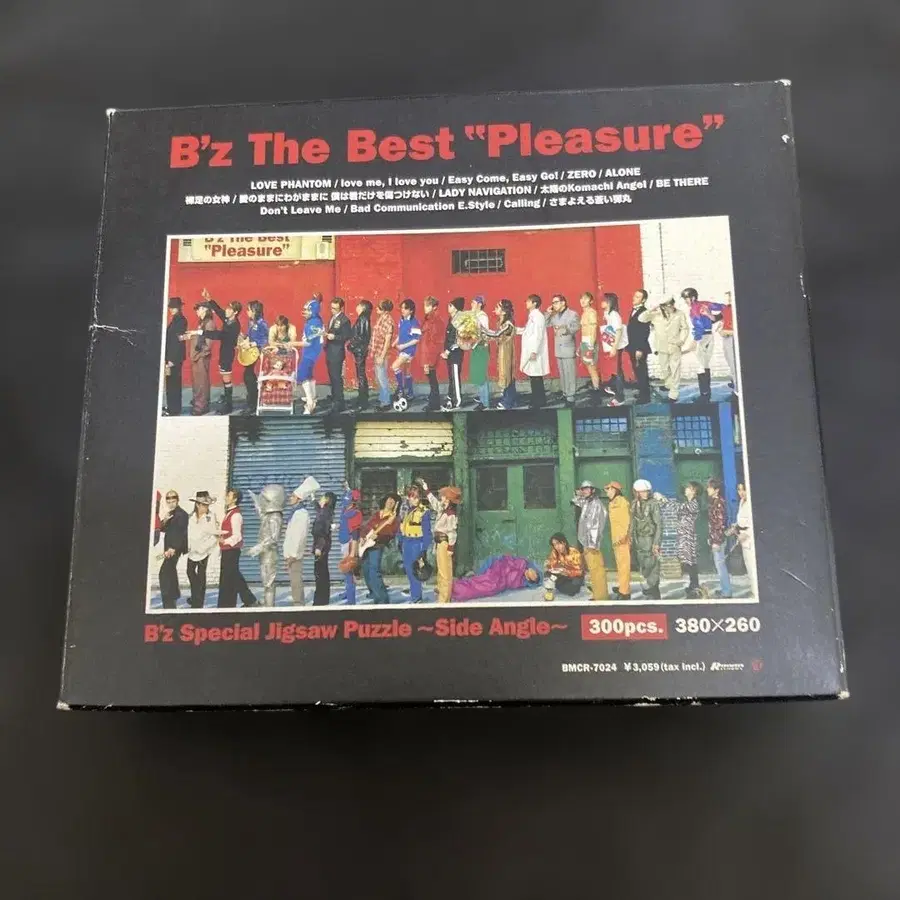 B'z The Best "Pleasure"
LOVE PHANTOM / love me, I love you / Easy Come, Easy Go! / ZERO / ALONE
裸足の女神 / 愛のままにわがままに 僕は君だけを傷つけない / LADY NAVIGATION / 太陽のKomachi Angel / BE THERE
Don't Leave Me / Bad Communication E.Style / Calling / さまよえる蒼い弾丸
B'z The Best
"Pleasure"
B'z Special Jigsaw Puzzle ~Side Angle~ 300pcs. 380×260
BMCR-7024 ¥3,059(tax incl.)